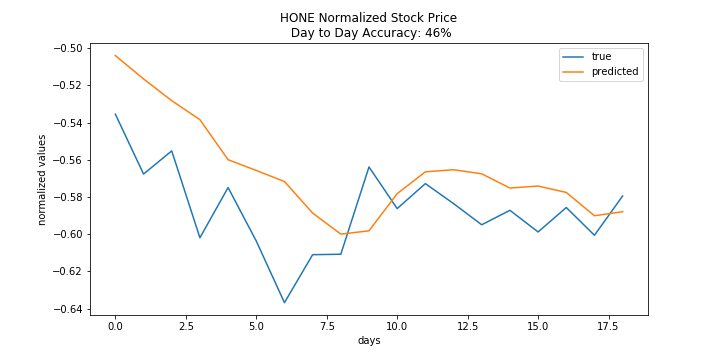 HONE Normalized Stock Price
Day to Day Accuracy: 46%
true
predicted
normalized values
−0.50
−0.52
−0.54
−0.56
−0.58
−0.60
−0.62
−0.64
0.0
2.5
5.0
7.5
10.0
12.5
15.0
17.5
days